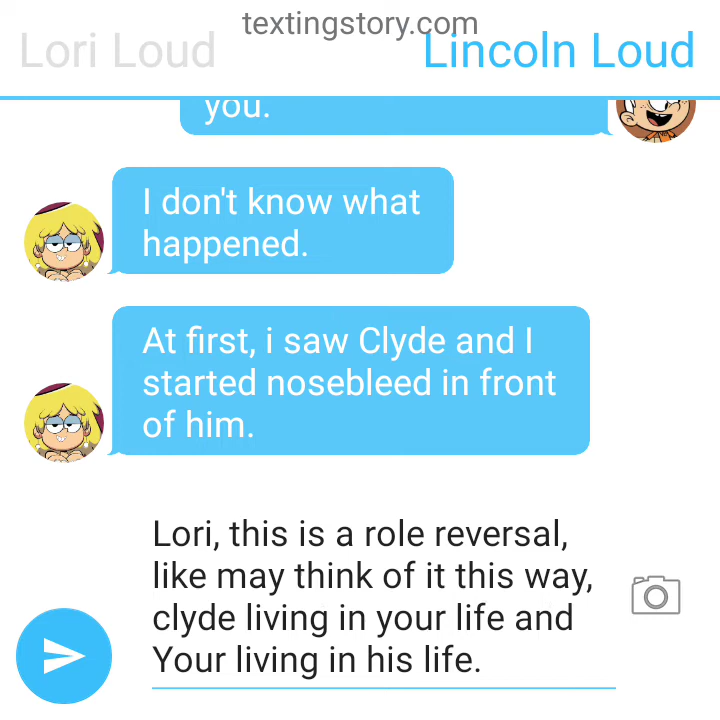 textingstory.com
Lori Loud
Lincoln Loud
you.
I don't know what
happened.
At first, i saw Clyde and I
started nosebleed in front
of him.
Lori, this is a role reversal,
like may think of it this way,
clyde living in your life and
Your living in his life.